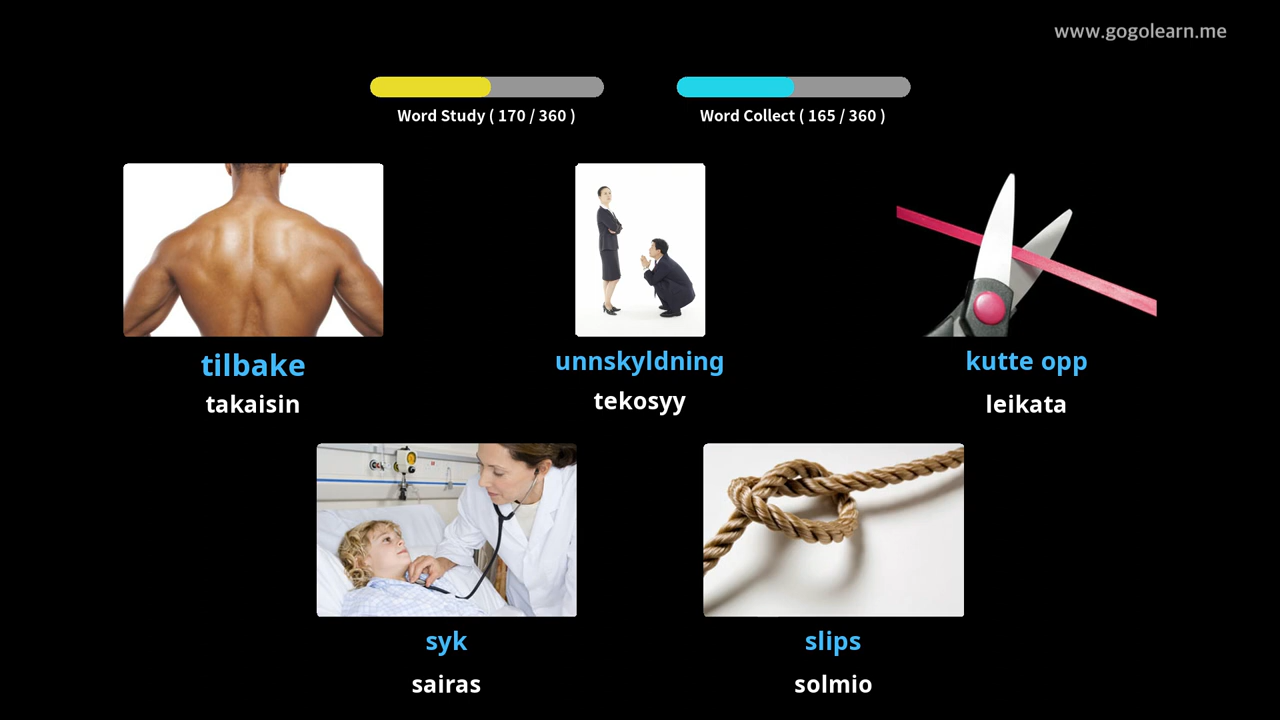 www.gogolearn.me
Word Study ( 170 / 360 )
Word Collect ( 165 / 360 )
tilbake
unnskyldning
kutte opp
takaisin
tekosyy
leikata
syk
slips
sairas
solmio